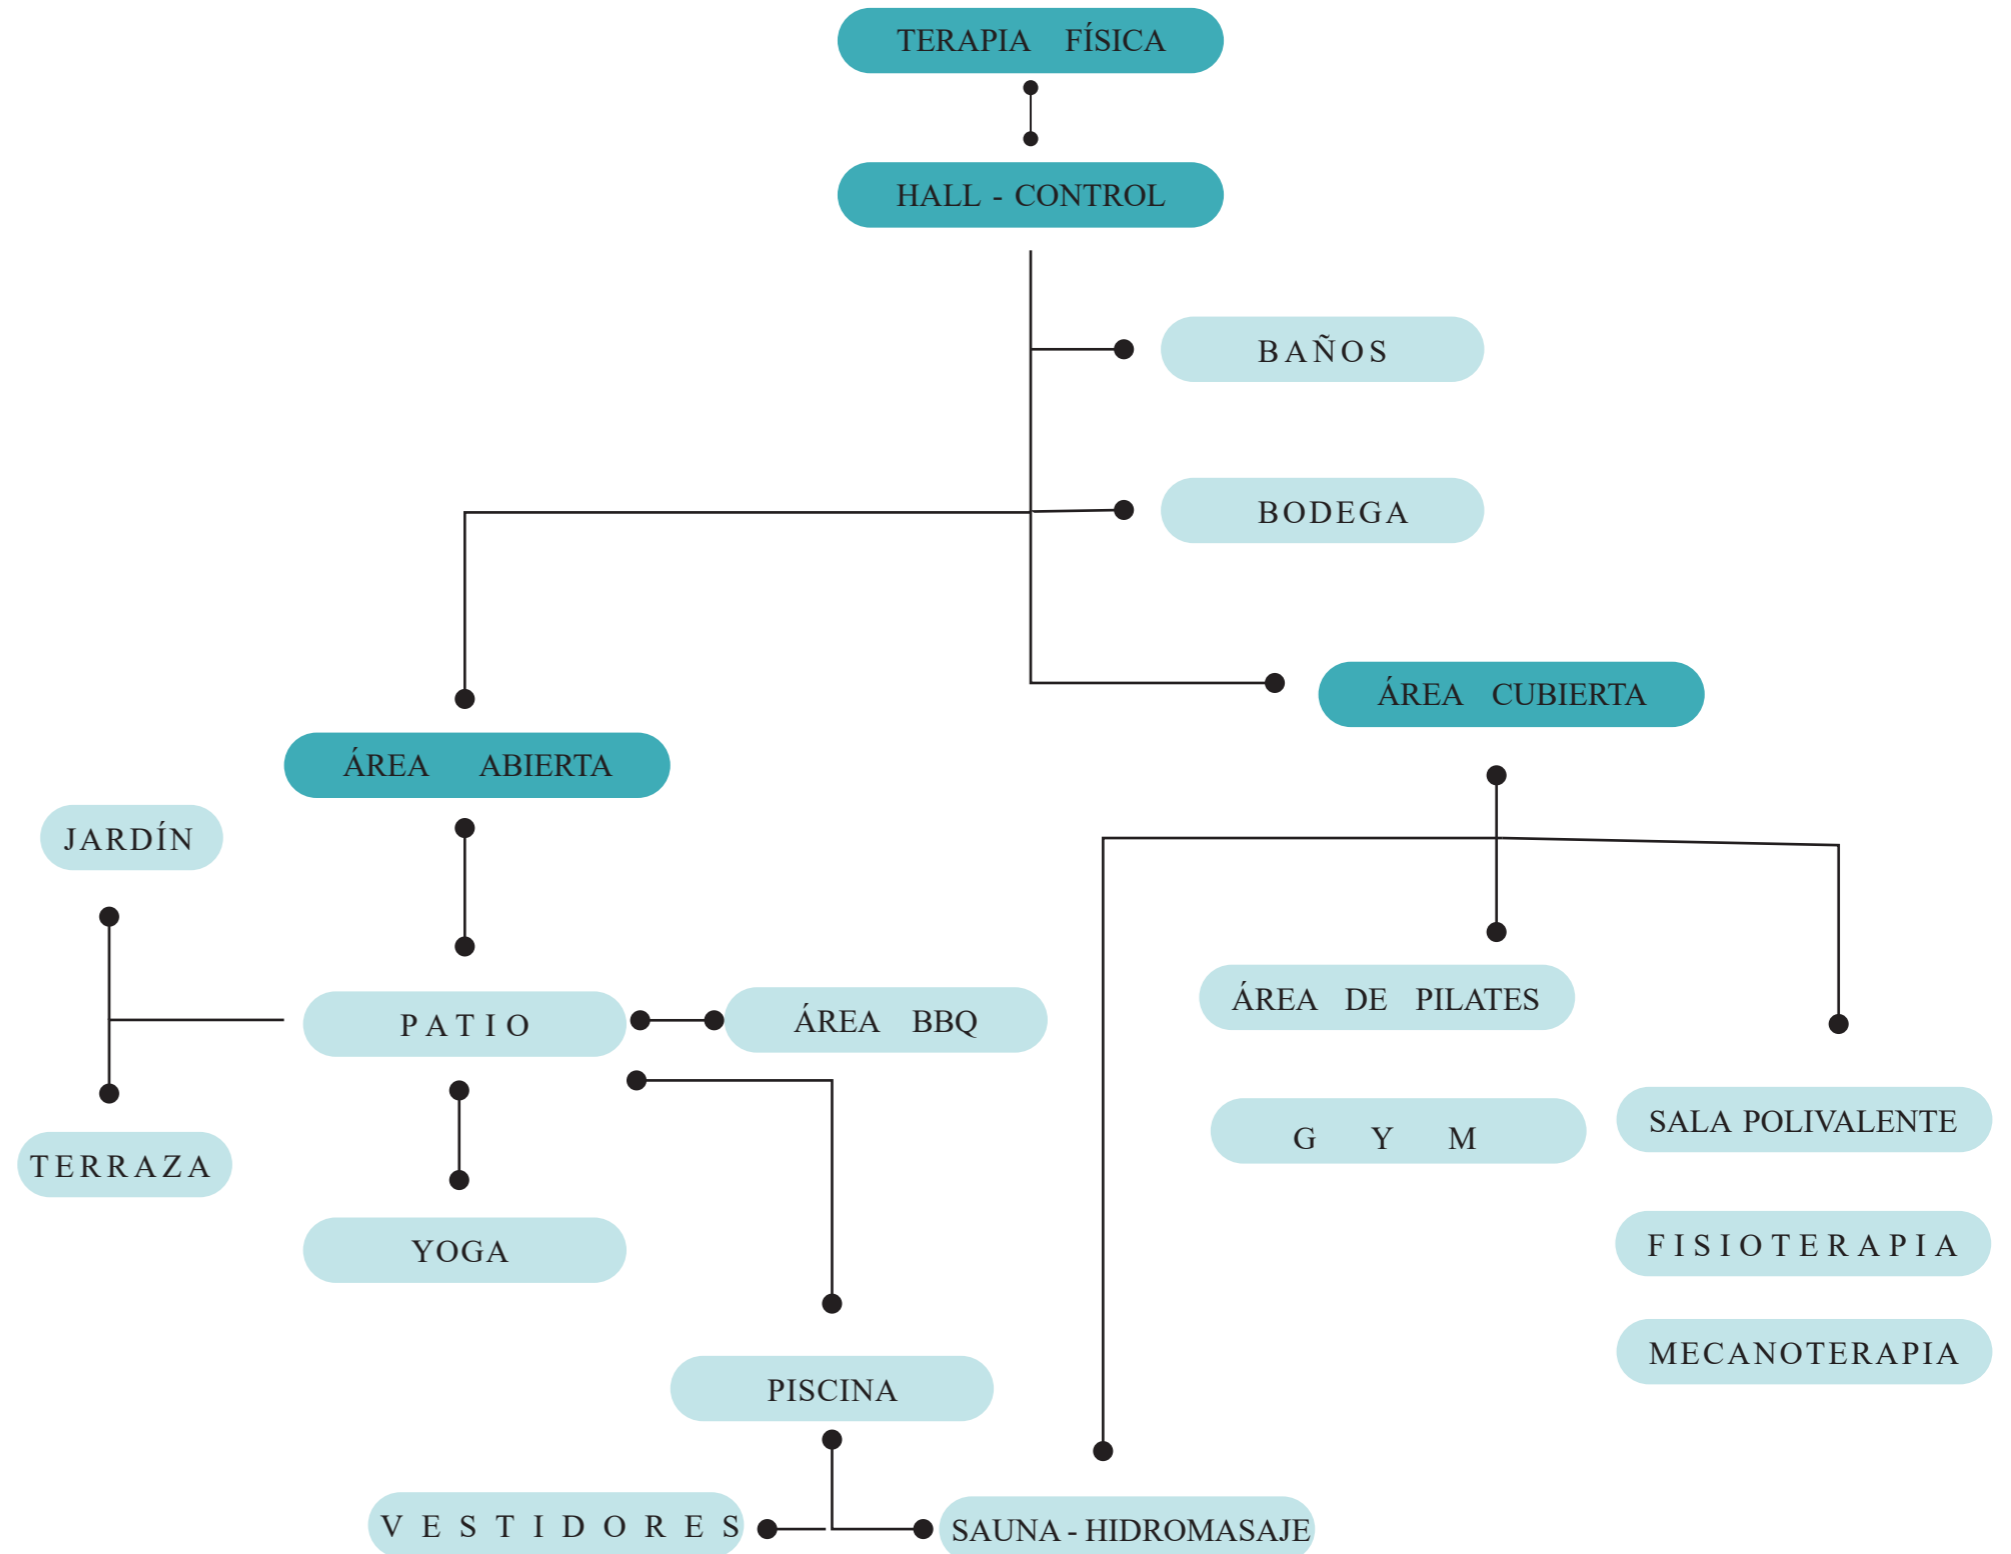 TERAPIA FÍSICA
HALL - CONTROL
BAÑOS
BODEGA
ÁREA CUBIERTA
ÁREA ABIERTA
JARDÍN
PATIO
ÁREA BBQ
ÁREA DE PILATES
GYM
SALA POLIVALENTE
TERRAZA
YOGA
FISIOTERAPIA
MECANOTERAPIA
PISCINA
VESTIDORES
SAUNA - HIDROMASAJE